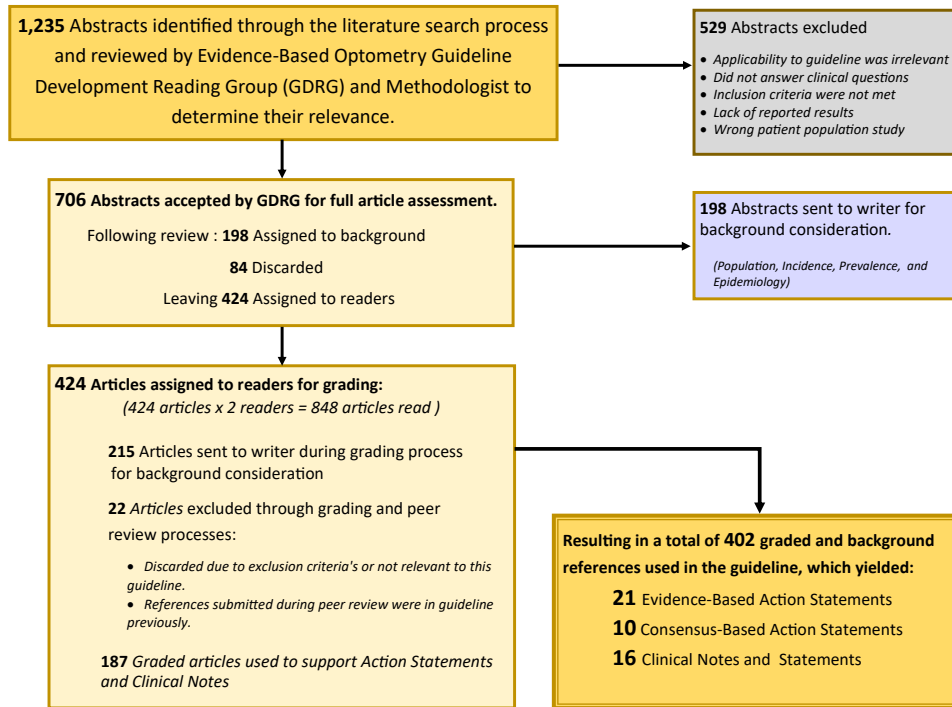 1,235 Abstracts identified through the literature search process
and reviewed by Evidence-Based Optometry Guideline
Development Reading Group (GDRG) and Methodologist to
determine their relevance.
529 Abstracts excluded
• Applicability to guideline was irrelevant
• Did not answer clinical questions
• Inclusion criteria were not met
• Lack of reported results
• Wrong patient population study
706 Abstracts accepted by GDRG for full article assessment.
Following review : 198 Assigned to background
84 Discarded
Leaving 424 Assigned to readers
198 Abstracts sent to writer for
background consideration.
(Population, Incidence, Prevalence, and
Epidemiology)
424 Articles assigned to readers for grading:
(424 articles x 2 readers = 848 articles read )
215 Articles sent to writer during grading process
for background consideration
22 Articles excluded through grading and peer
review processes:
• Discarded due to exclusion criteria's or not relevant to this
guideline.
• References submitted during peer review were in guideline
previously.
187 Graded articles used to support Action Statements
and Clinical Notes
Resulting in a total of 402 graded and background
references used in the guideline, which yielded:
21 Evidence-Based Action Statements
10 Consensus-Based Action Statements
16 Clinical Notes and Statements